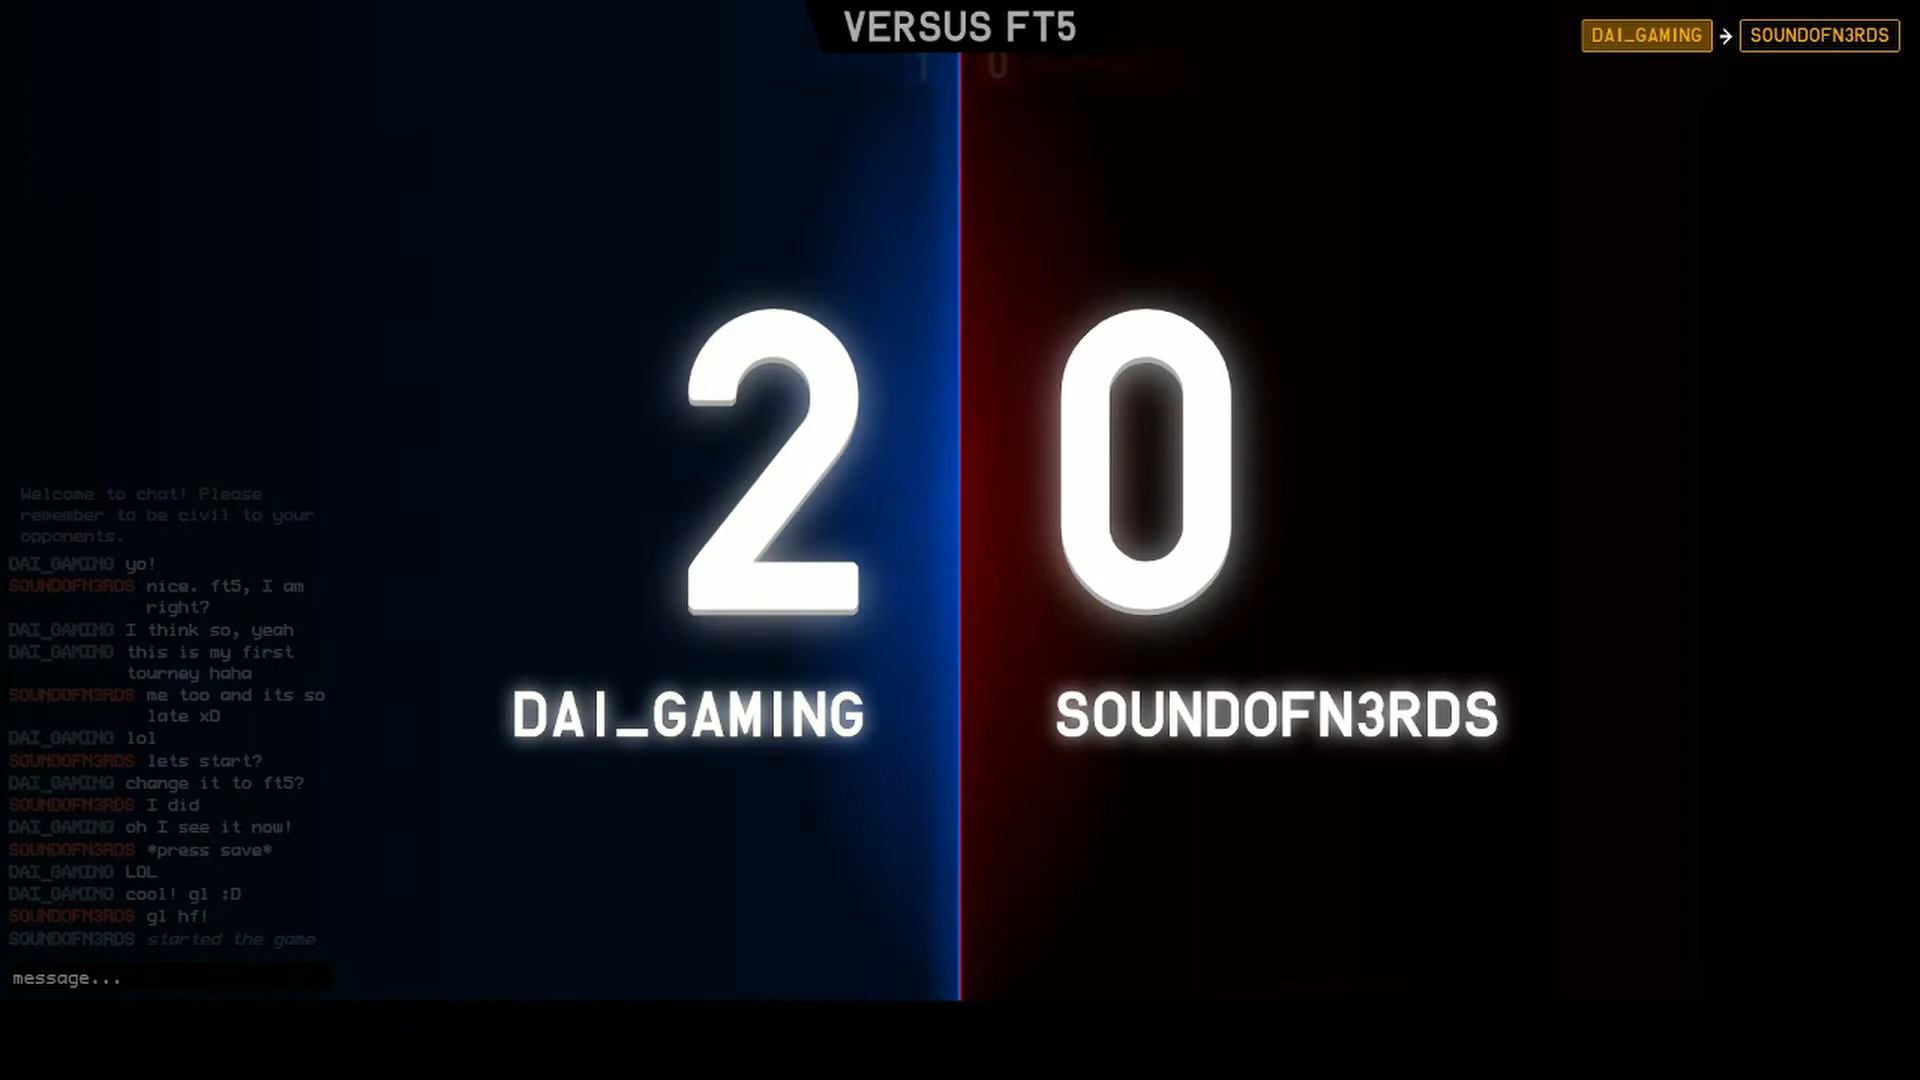 VERSUS FT5
DAI_GAMING → SOUNDOFN3RDS
1 0
2 0
DAI_GAMING SOUNDOFN3RDS
Welcome to chat! Please
remember to be civil to your
opponents.
DAI_GAMING yo!
SOUNDOFN3RDS nice. ft5, I am
right?
DAI_GAMING I think so, yeah
DAI_GAMING this is my first
tourney haha
SOUNDOFN3RDS me too and its so
late xD
DAI_GAMING lol
SOUNDOFN3RDS lets start?
DAI_GAMING change it to ft5?
SOUNDOFN3RDS I did
DAI_GAMING oh I see it now!
SOUNDOFN3RDS *press save*
DAI_GAMING LOL
DAI_GAMING cool! gl :D
SOUNDOFN3RDS gl hf!
SOUNDOFN3RDS started the game
message...